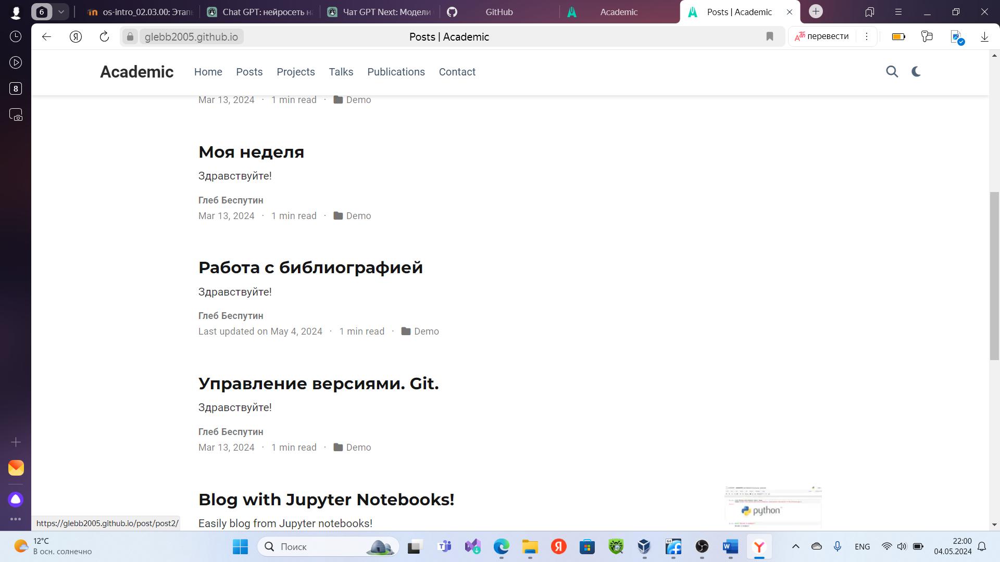 6
os-intro_02.03.00: Этапы
Chat GPT: нейросеть на
Чат GPT Next: Модели
GitHub
Academic
Posts | Academic
Я
glebb2005.github.io
Posts | Academic
перевести
8
Academic
Home
Posts
Projects
Talks
Publications
Contact
Mar 13, 2024 · 1 min read · Demo
Моя неделя
Здравствуйте!
Глеб Беспутин
Mar 13, 2024 · 1 min read · Demo
Работа с библиографией
Здравствуйте!
Глеб Беспутин
Last updated on May 4, 2024 · 1 min read · Demo
Управление версиями. Git.
Здравствуйте!
Глеб Беспутин
Mar 13, 2024 · 1 min read · Demo
Blog with Jupyter Notebooks!
python
Easily blog from Jupyter notebooks!
https://glebb2005.github.io/post/post2/
12°C
В осн. солнечно
Поиск
64
ENG
22:00
04.05.2024